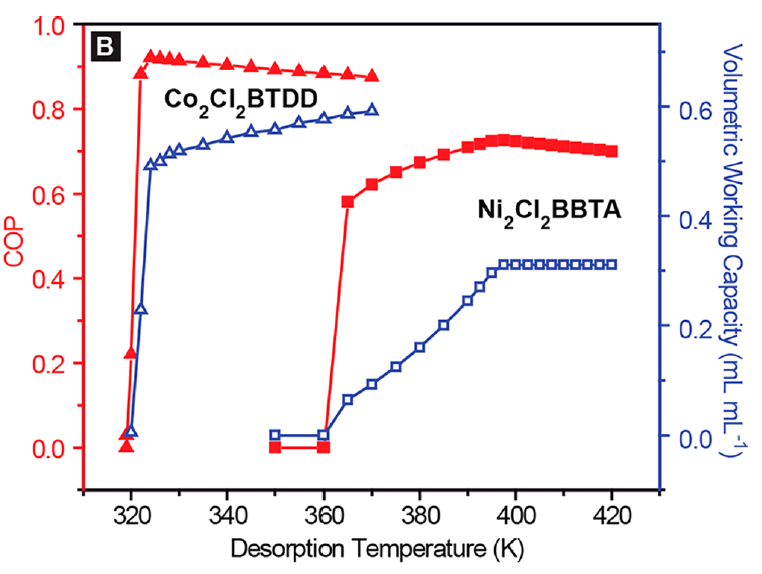 B
1.0
0.8
0.6
0.4
0.2
0.0
COP
Co₂Cl₂BTDD
Ni₂Cl₂BBTA
0.6
0.4
0.2
0.0
Volumetric Working Capacity (mL mL⁻¹)
320 340 360 380 400 420
Desorption Temperature (K)